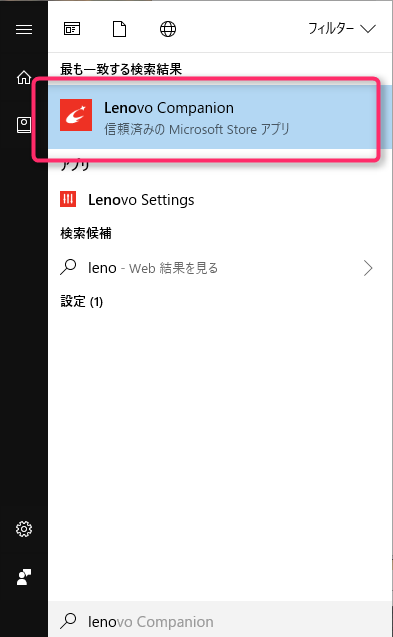 フィルター
最も一致する検索結果
Lenovo Companion
信頼済みの Microsoft Store アプリ
アプリ
Lenovo Settings
検索候補
leno - Web 結果を見る
設定 (1)
lenovo Companion